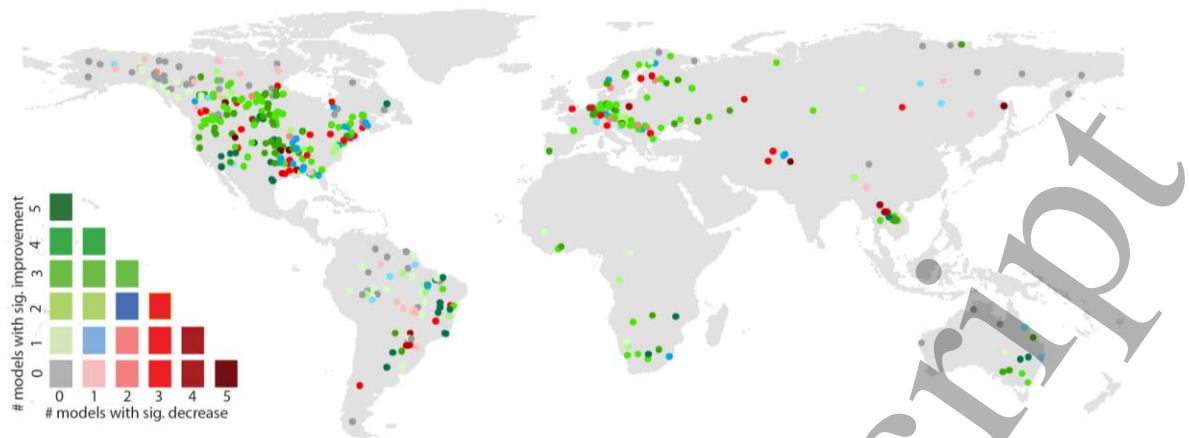 # models with sig. improvement
5
4
3
2
1
0
0 1 2 3 4 5
# models with sig. decrease
ript